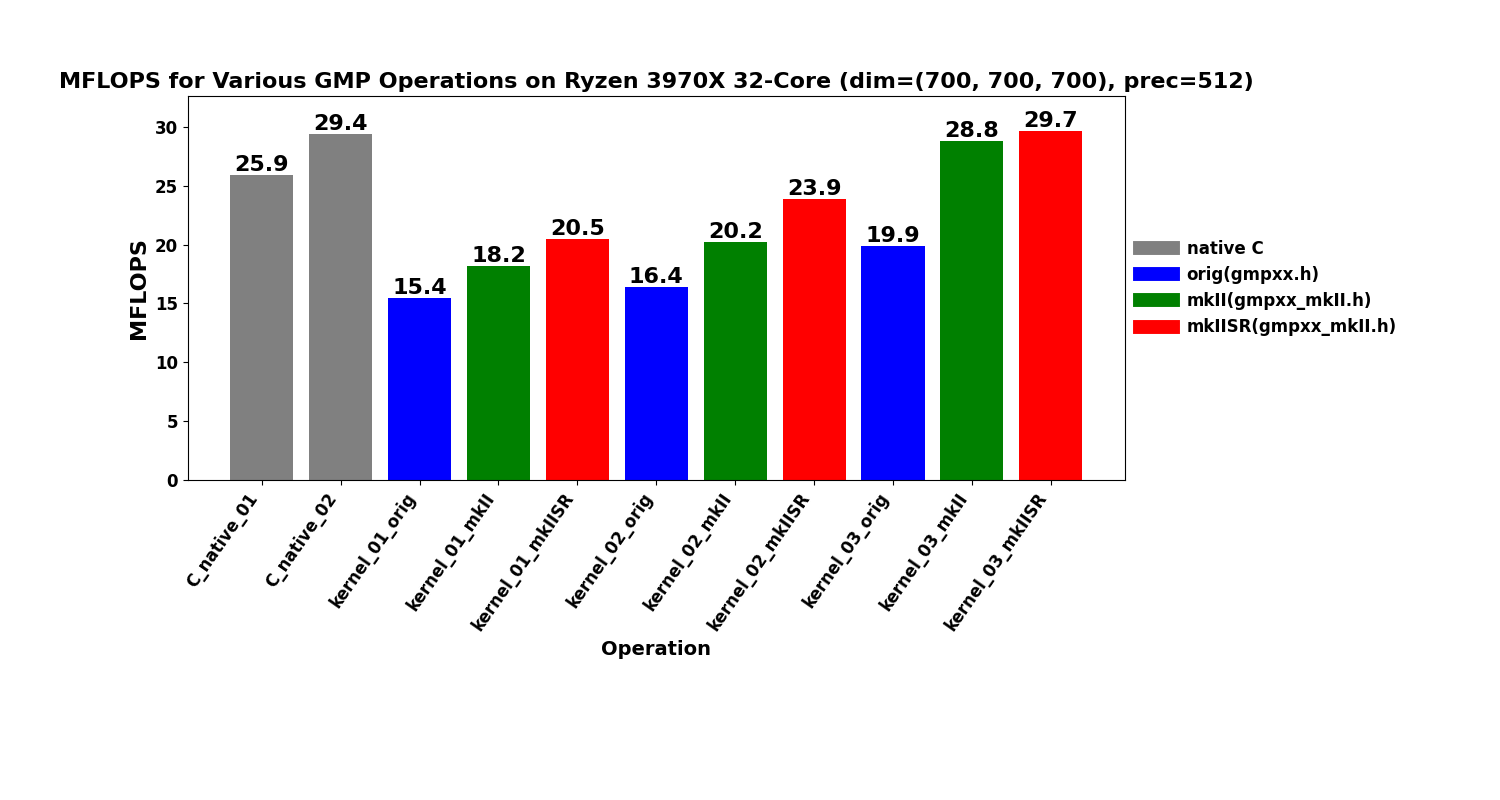 MFLOPS for Various GMP Operations on Ryzen 3970X 32-Core (dim=(700, 700, 700), prec=512)
MFLOPS
30
25
20
15
10
5
0
25.9
29.4
15.4
18.2
20.5
16.4
20.2
23.9
19.9
28.8
29.7
C_native_01
C_native_02
kernel_01_orig
kernel_01_mkII
kernel_01_mkIISR
kernel_02_orig
kernel_02_mkII
kernel_02_mkIISR
kernel_03_orig
kernel_03_mkII
kernel_03_mkIISR
Operation
native C
orig(gmpxx.h)
mkII(gmpxx_mkII.h)
mkIISR(gmpxx_mkII.h)